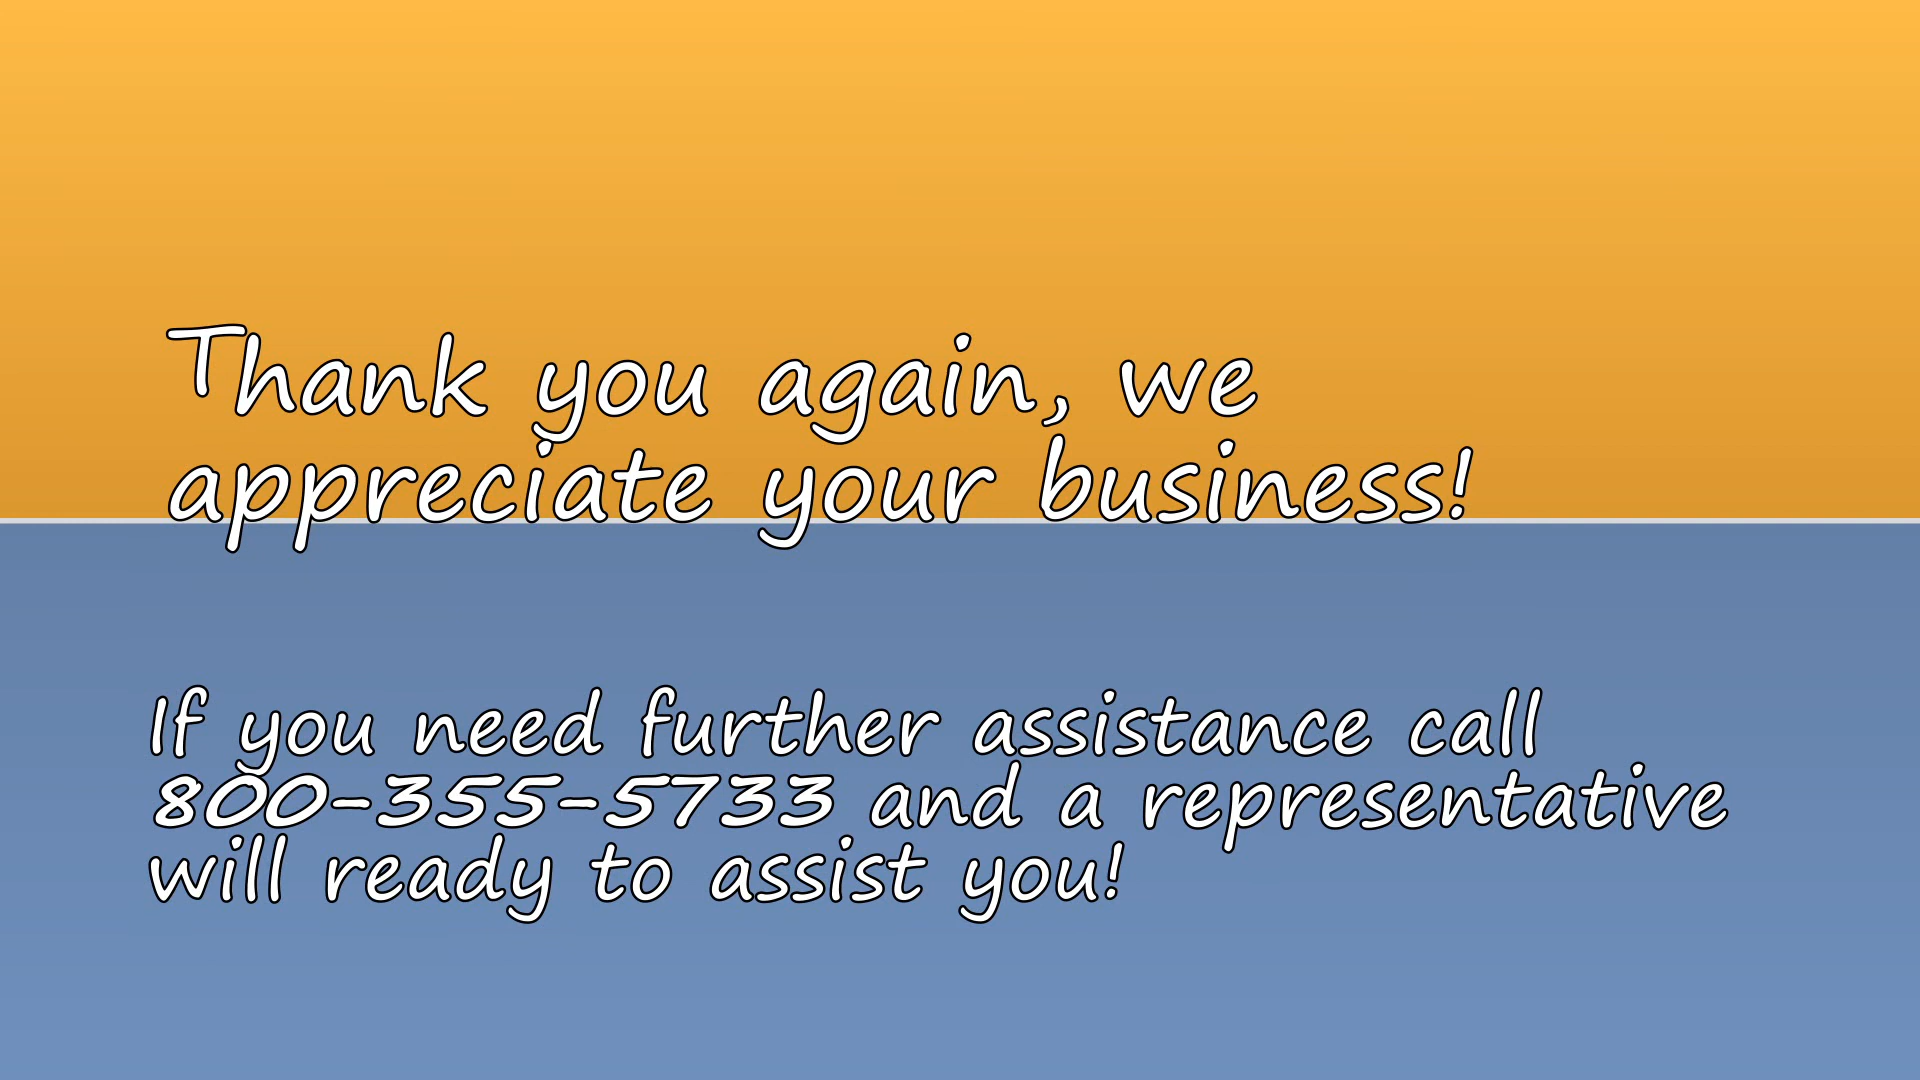 Thank you again, we
appreciate your business!
If you need further assistance call
800-355-5733 and a representative
will ready to assist you!